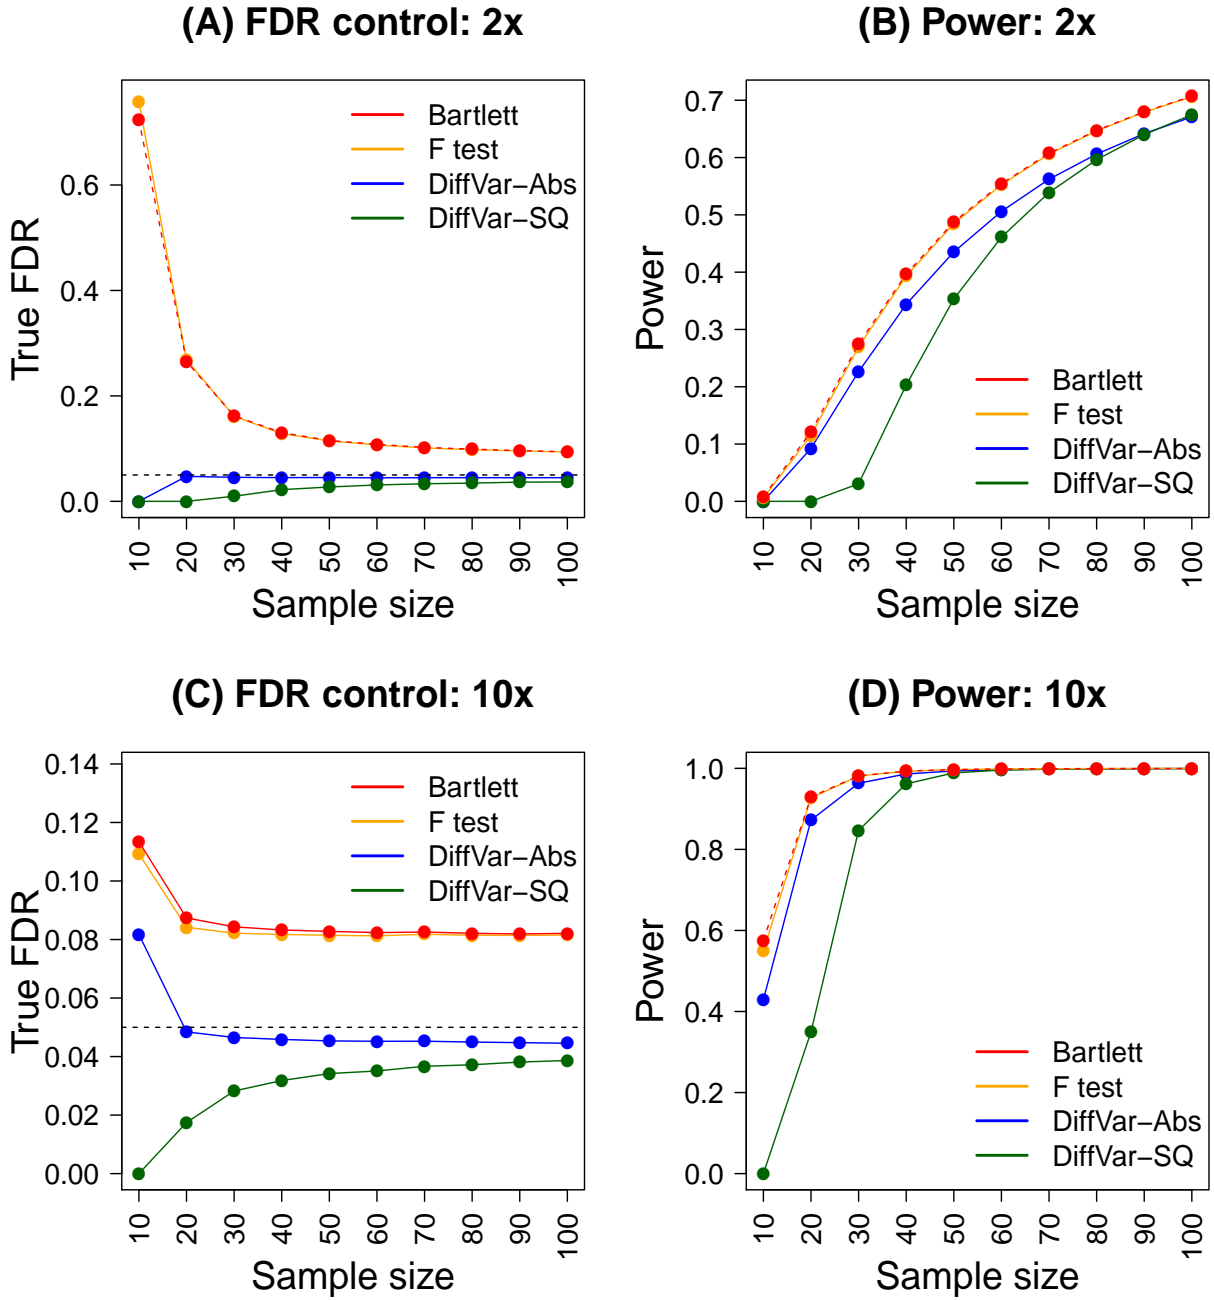 (A) FDR control: 2x
True FDR
0.6
0.4
0.2
0.0
Bartlett
F test
DiffVar−Abs
DiffVar−SQ
10 20 30 40 50 60 70 80 90 100
Sample size
(B) Power: 2x
Power
0.7
0.6
0.5
0.4
0.3
0.2
0.1
0.0
Bartlett
F test
DiffVar−Abs
DiffVar−SQ
10 20 30 40 50 60 70 80 90 100
Sample size
(C) FDR control: 10x
True FDR
0.14
0.12
0.10
0.08
0.06
0.04
0.02
0.00
Bartlett
F test
DiffVar−Abs
DiffVar−SQ
10 20 30 40 50 60 70 80 90 100
Sample size
(D) Power: 10x
Power
1.0
0.8
0.6
0.4
0.2
0.0
Bartlett
F test
DiffVar−Abs
DiffVar−SQ
10 20 30 40 50 60 70 80 90 100
Sample size